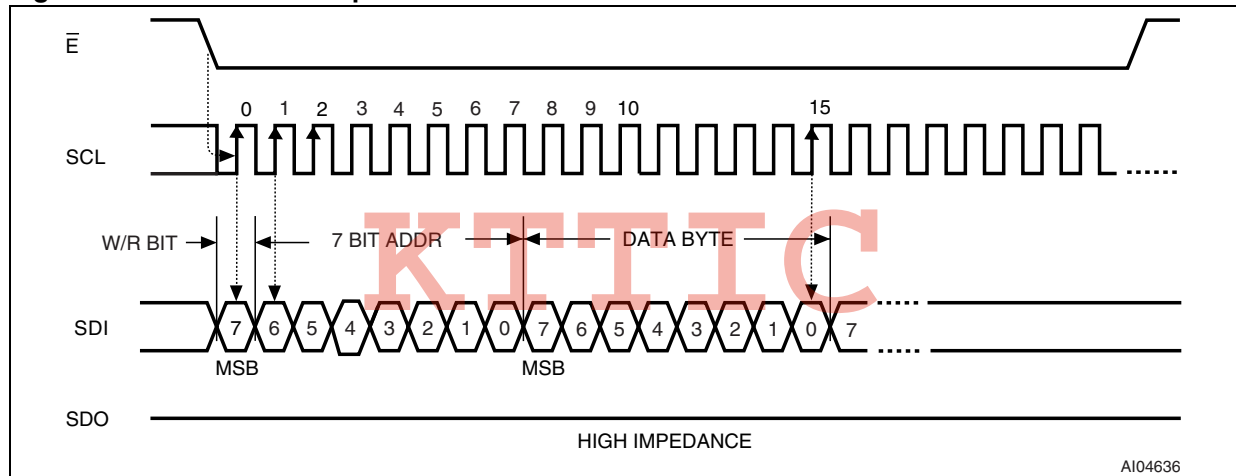 E
0 1 2 3 4 5 6 7 8 9 10 15
SCL
W/R BIT 7 BIT ADDR DATA BYTE
KTTIC
SDI 7 6 5 4 3 2 1 0 7 6 5 4 3 2 1 0 7
MSB MSB
SDO
HIGH IMPEDANCE
AI04636